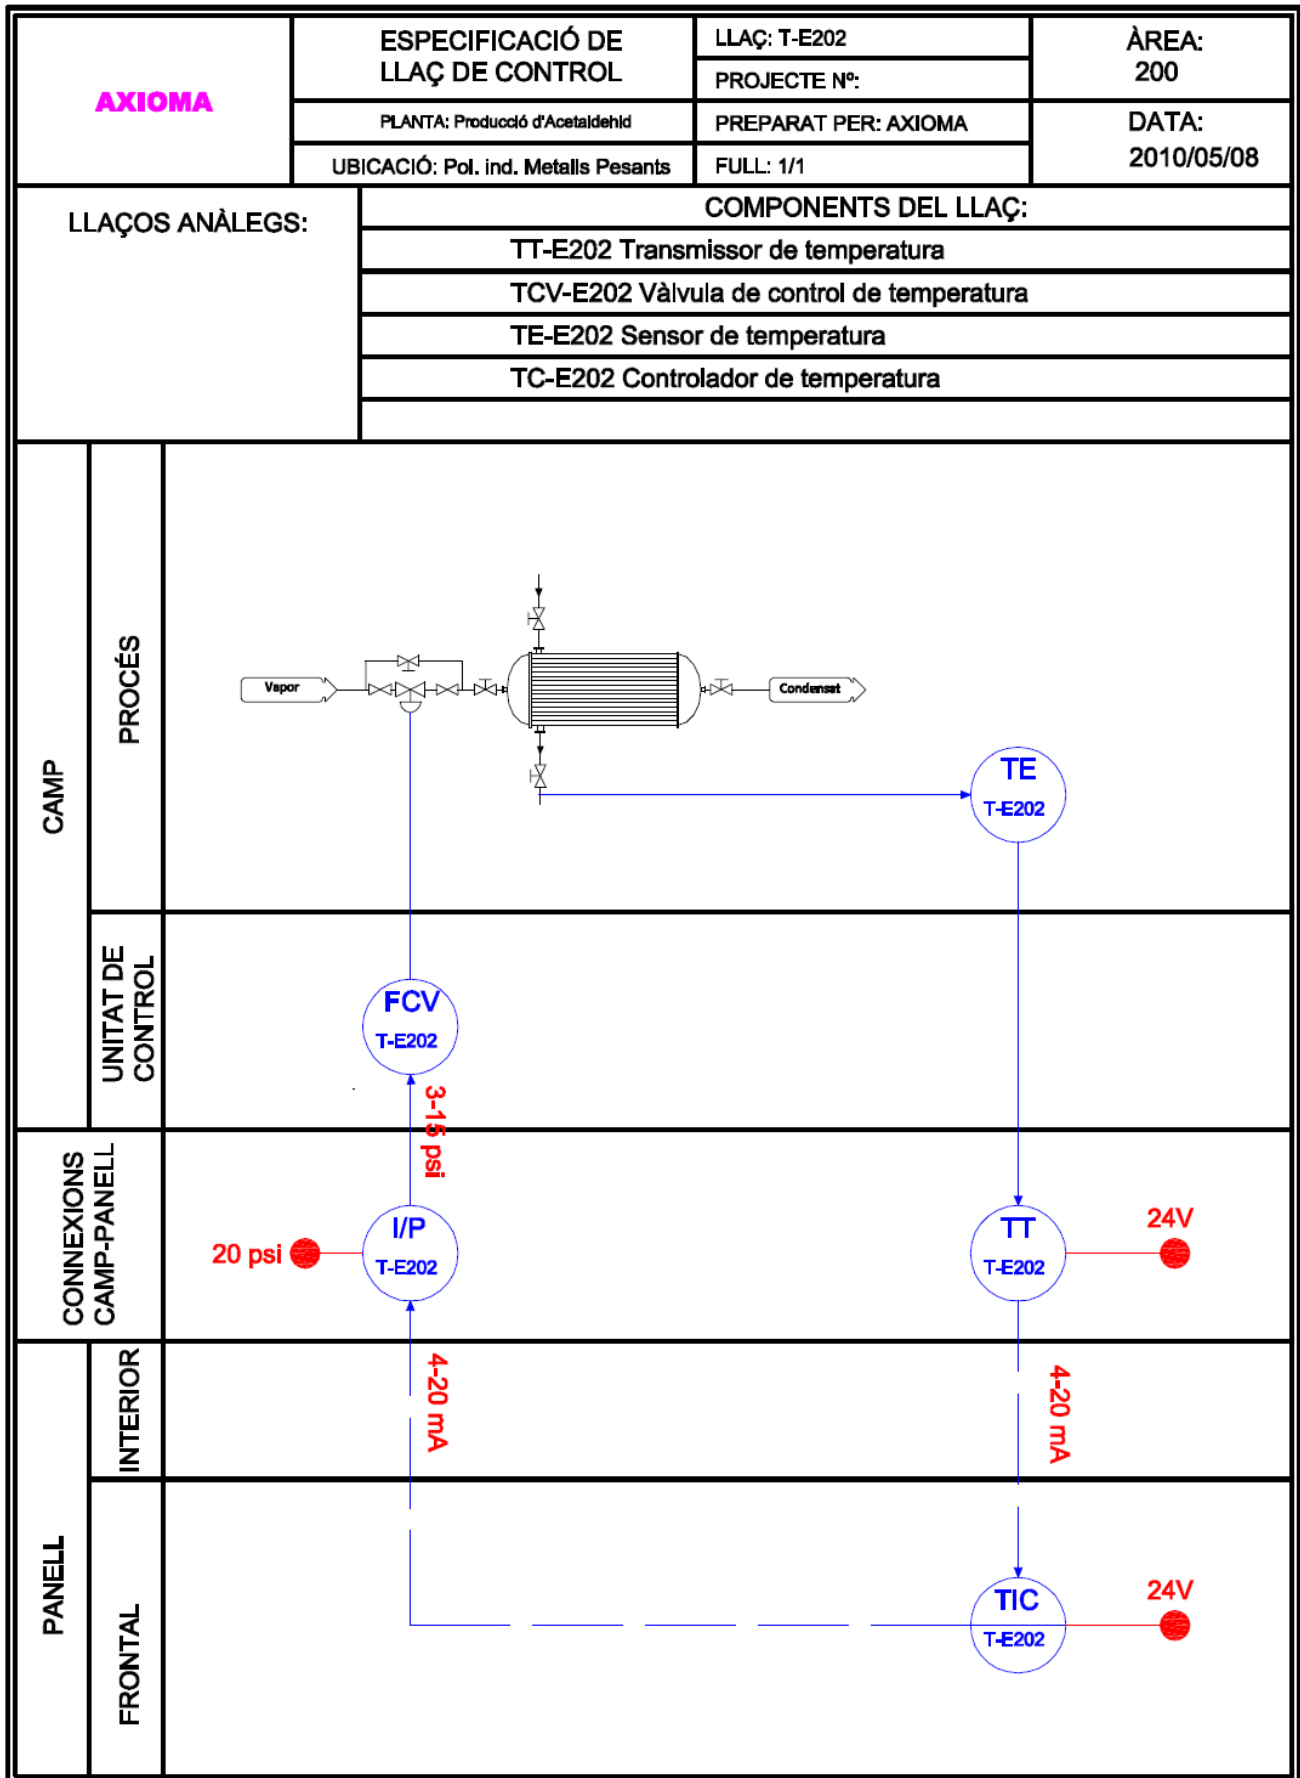 AXIOMA
ESPECIFICACIÓ DE
LLAÇ DE CONTROL
PLANTA: Producció d'Acetaldehid
UBICACIÓ: Pol. ind. Metalls Pesants
LLAÇ: T-E202
PROJECTE Nº:
PREPARAT PER: AXIOMA
FULL: 1/1
ÀREA:
200
DATA:
2010/05/08
LLAÇOS ANÀLEGS:
COMPONENTS DEL LLAÇ:
TT-E202 Transmissor de temperatura
TCV-E202 Vàlvula de control de temperatura
TE-E202 Sensor de temperatura
TC-E202 Controlador de temperatura
CAMP
PROCÉS
Vapor
Condensat
TE
T-E202
UNITAT DE
CONTROL
FCV
T-E202
3-15 psi
CONNEXIONS
CAMP-PANELL
20 psi
I/P
T-E202
TT
T-E202
24V
PANELL
INTERIOR
4-20 mA
4-20 mA
FRONTAL
TIC
T-E202
24V